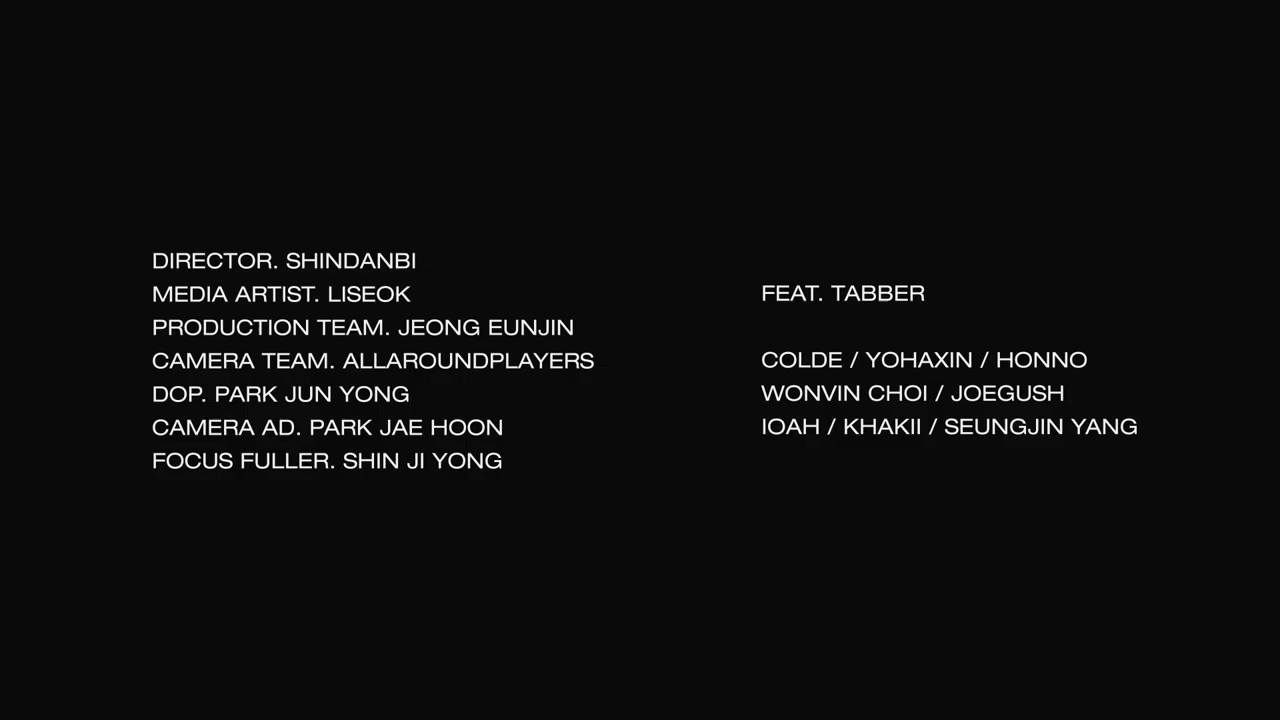 DIRECTOR. SHINDANBI
MEDIA ARTIST. LISEOK
PRODUCTION TEAM. JEONG EUNJIN
CAMERA TEAM. ALLAROUNDPLAYERS
DOP. PARK JUN YONG
CAMERA AD. PARK JAE HOON
FOCUS FULLER. SHIN JI YONG
FEAT. TABBER
COLDE / YOHAXIN / HONNO
WONVIN CHOI / JOEGUSH
IOAH / KHAKII / SEUNGJIN YANG